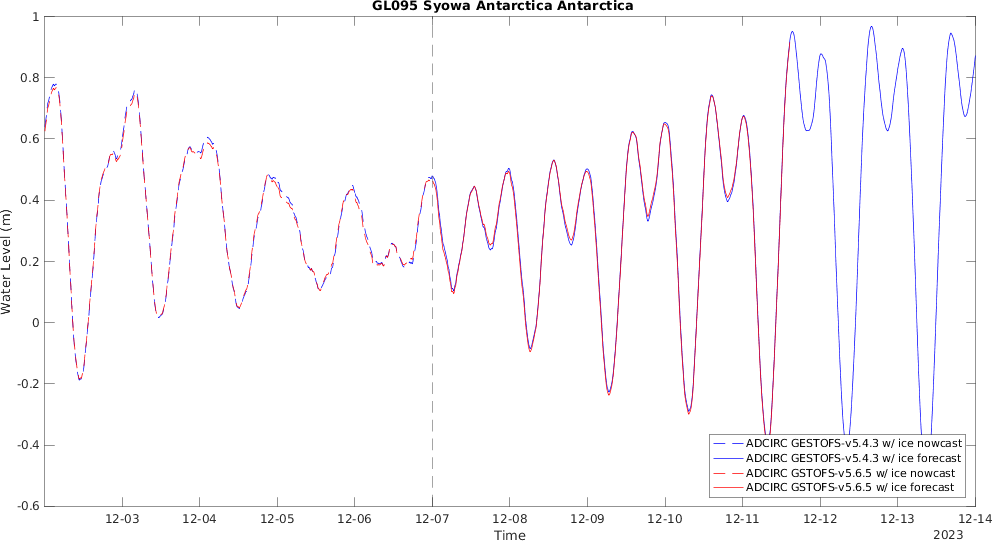 GL095 Syowa Antarctica Antarctica
Water Level (m)
1
0.8
0.6
0.4
0.2
0
-0.2
-0.4
-0.6
12-03 12-04 12-05 12-06 12-07 12-08 12-09 12-10 12-11 12-12 12-13 12-14
Time
2023
ADCIRC GESTOFS-v5.4.3 w/ ice nowcast
ADCIRC GESTOFS-v5.4.3 w/ ice forecast
ADCIRC GSTOFS-v5.6.5 w/ ice nowcast
ADCIRC GSTOFS-v5.6.5 w/ ice forecast